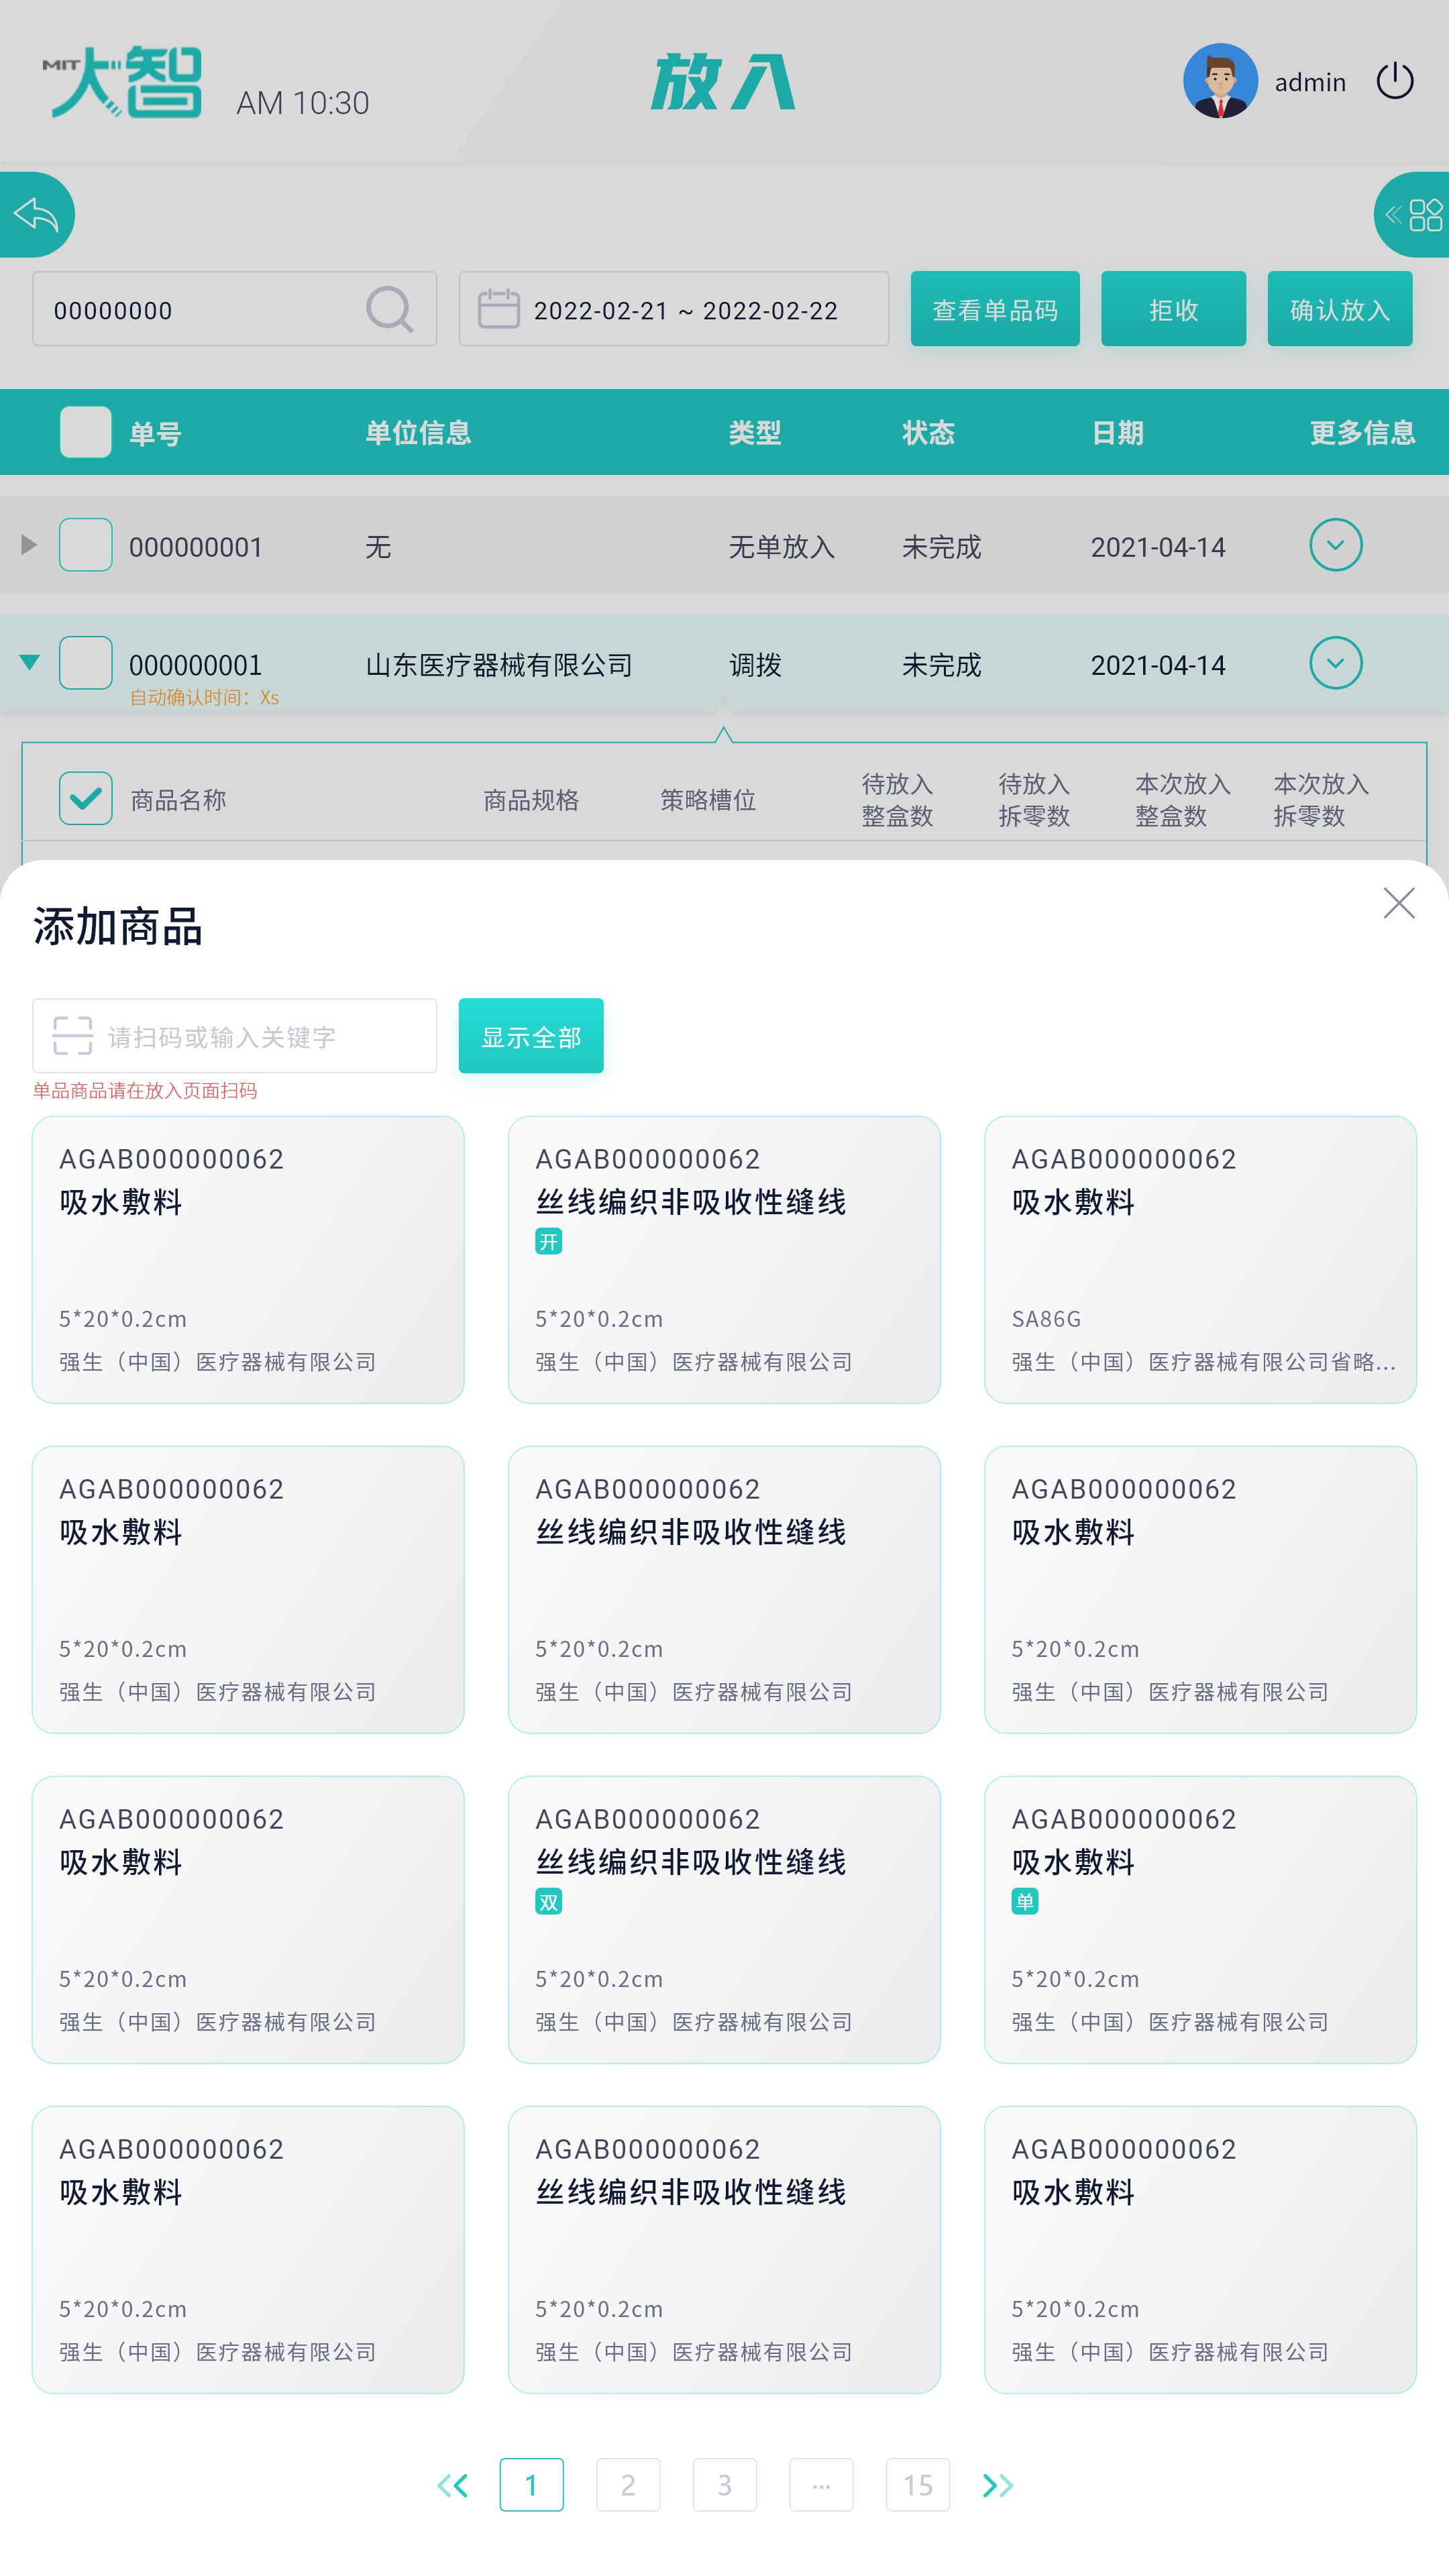 MIT大智
AM 10:30
放入
admin
00000000
2022-02-21 ~ 2022-02-22
查看单品码
拒收
确认放入
单号 单位信息 类型 状态 日期 更多信息
000000001 无 无单放入 未完成 2021-04-14
000000001 山东医疗器械有限公司 调拨 未完成 2021-04-14
自动确认时间：Xs
商品名称 商品规格 策略槽位 待放入整盒数 待放入拆零数 本次放入整盒数 本次放入拆零数
添加商品
请扫码或输入关键字
显示全部
单品商品请在放入页面扫码
AGAB000000062
吸水敷料
5*20*0.2cm
强生（中国）医疗器械有限公司
AGAB000000062
丝线编织非吸收性缝线
开
5*20*0.2cm
强生（中国）医疗器械有限公司
AGAB000000062
吸水敷料
SA86G
强生（中国）医疗器械有限公司省略...
AGAB000000062
吸水敷料
5*20*0.2cm
强生（中国）医疗器械有限公司
AGAB000000062
丝线编织非吸收性缝线
5*20*0.2cm
强生（中国）医疗器械有限公司
AGAB000000062
吸水敷料
5*20*0.2cm
强生（中国）医疗器械有限公司
AGAB000000062
吸水敷料
5*20*0.2cm
强生（中国）医疗器械有限公司
AGAB000000062
丝线编织非吸收性缝线
双
5*20*0.2cm
强生（中国）医疗器械有限公司
AGAB000000062
吸水敷料
单
5*20*0.2cm
强生（中国）医疗器械有限公司
AGAB000000062
吸水敷料
5*20*0.2cm
强生（中国）医疗器械有限公司
AGAB000000062
丝线编织非吸收性缝线
5*20*0.2cm
强生（中国）医疗器械有限公司
AGAB000000062
吸水敷料
5*20*0.2cm
强生（中国）医疗器械有限公司
1 2 3 ... 15